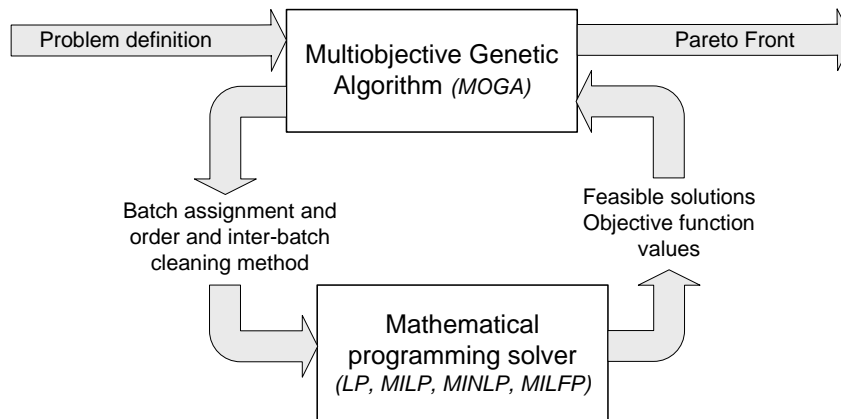 Problem definition
Multiobjective Genetic
Algorithm (MOGA)
Pareto Front
Batch assignment and
order and inter-batch
cleaning method
Feasible solutions
Objective function
values
Mathematical
programming solver
(LP, MILP, MINLP, MILFP)